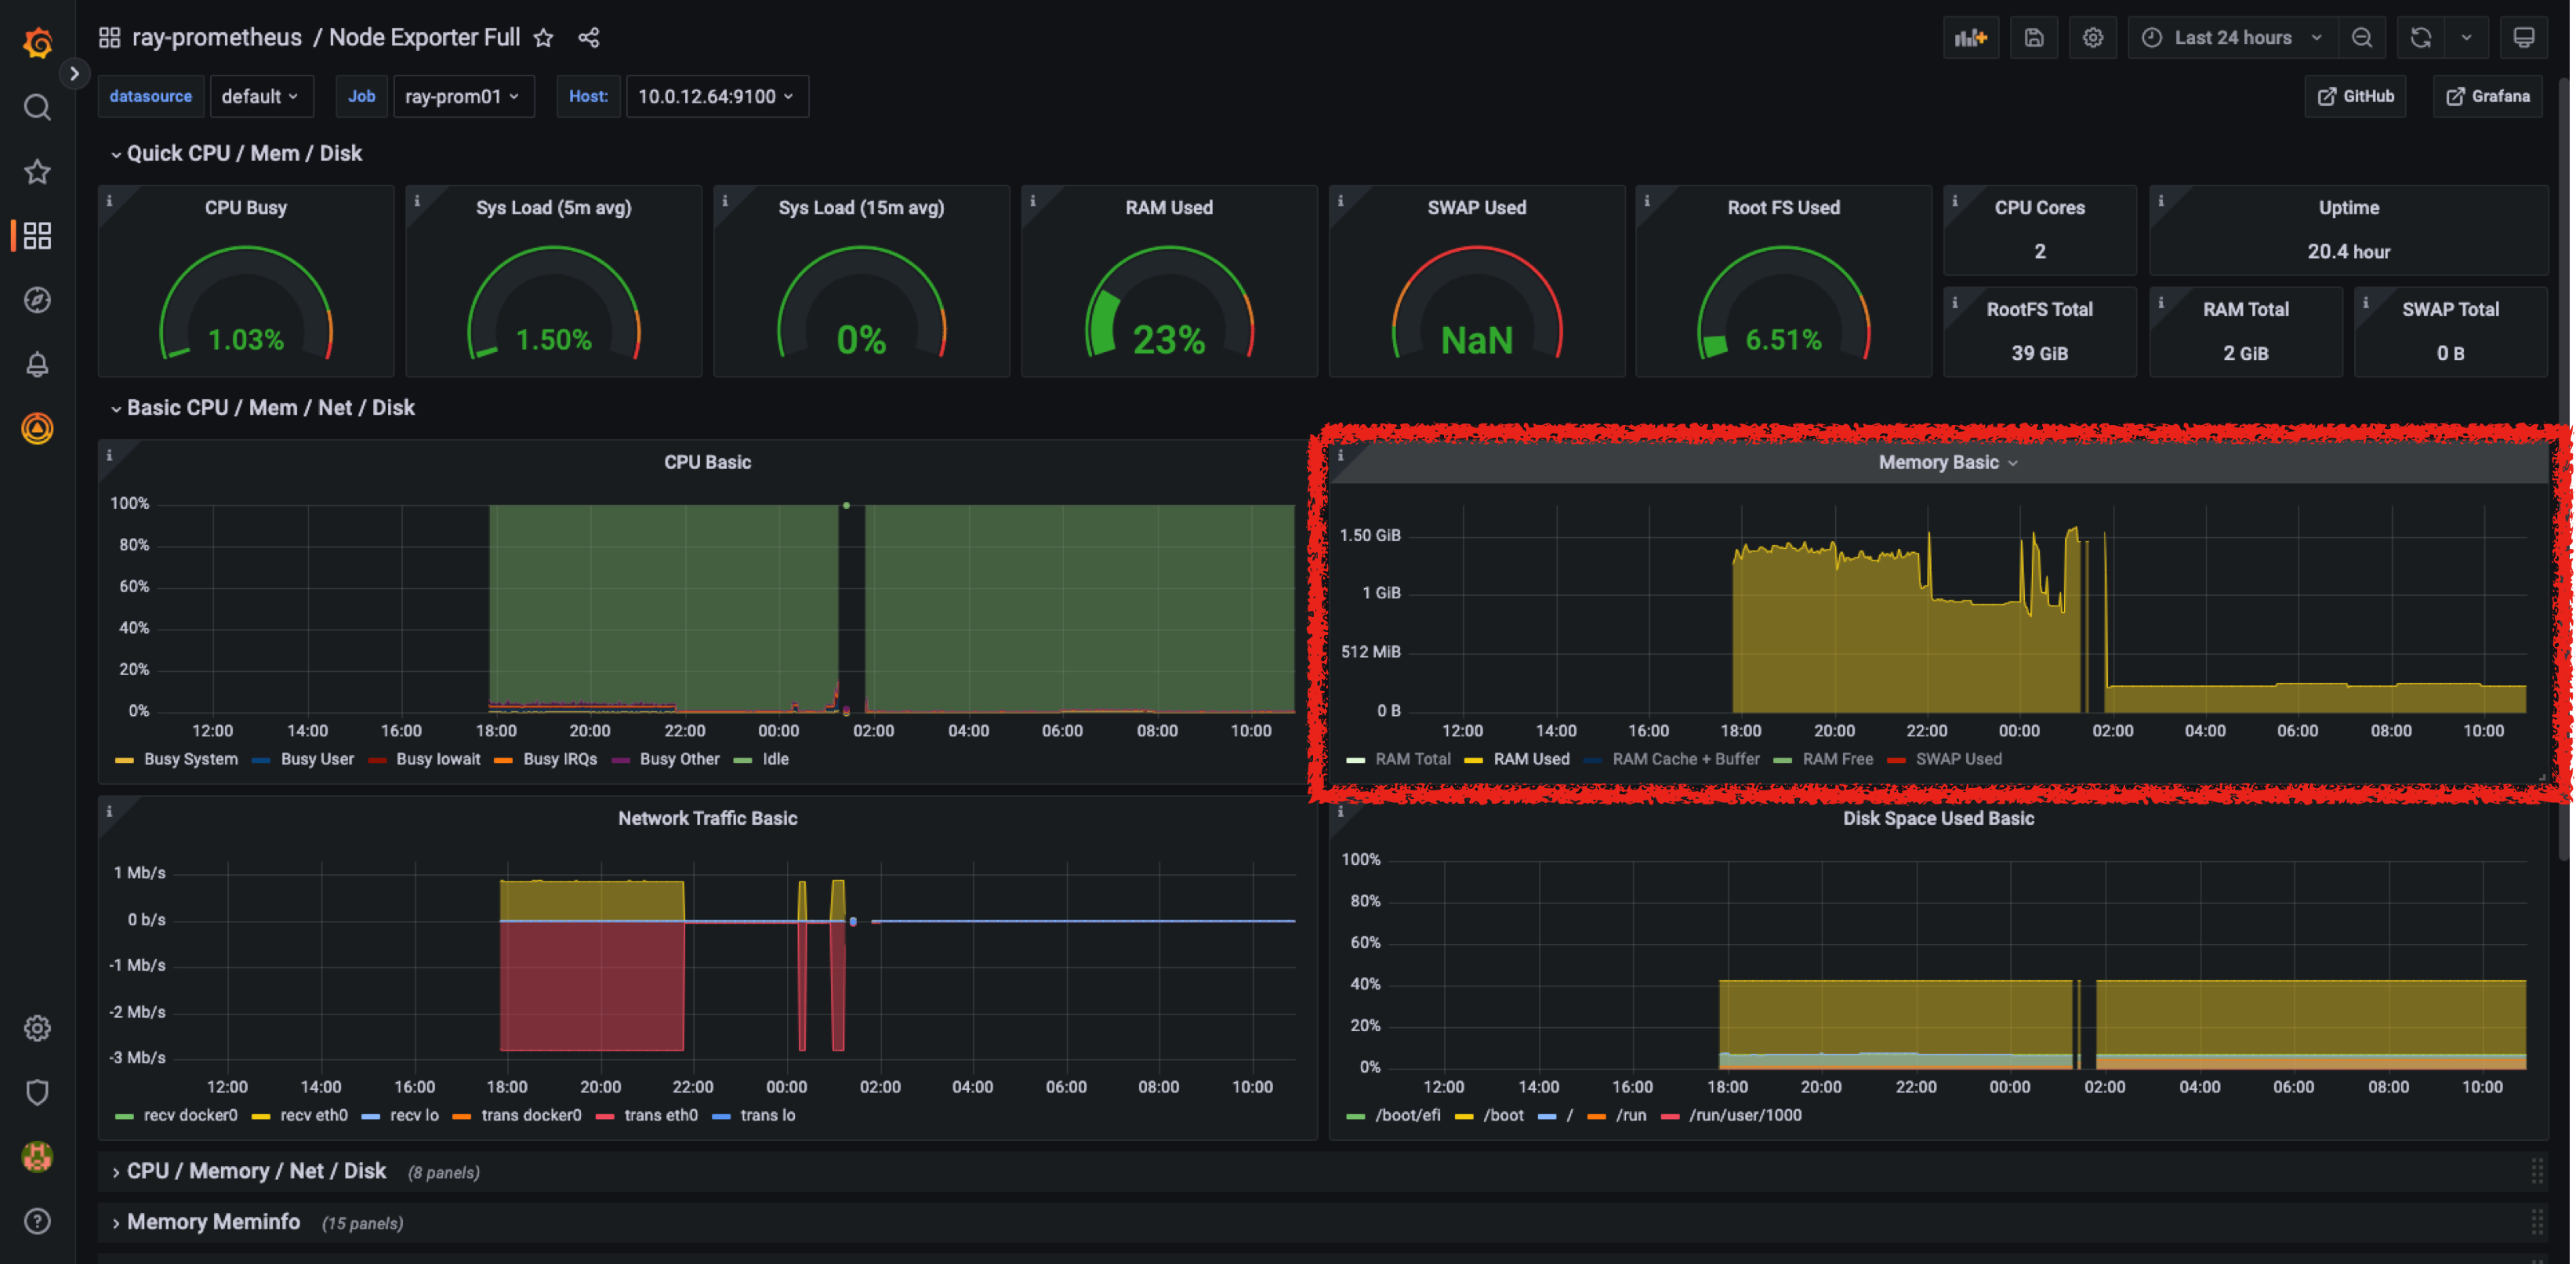 ray-prometheus / Node Exporter Full
Last 24 hours
datasource default Job ray-prom01 Host: 10.0.12.64:9100 GitHub Grafana
Quick CPU / Mem / Disk
CPU Busy
1.03%
Sys Load (5m avg)
1.50%
Sys Load (15m avg)
0%
RAM Used
23%
SWAP Used
NaN
Root FS Used
6.51%
CPU Cores
2
Uptime
20.4 hour
RootFS Total
39 GiB
RAM Total
2 GiB
SWAP Total
0 B
Basic CPU / Mem / Net / Disk
CPU Basic
100%
80%
60%
40%
20%
0%
12:00 14:00 16:00 18:00 20:00 22:00 00:00 02:00 04:00 06:00 08:00 10:00
Busy System Busy User Busy Iowait Busy IRQs Busy Other Idle
Memory Basic
1.50 GiB
1 GiB
512 MiB
0 B
12:00 14:00 16:00 18:00 20:00 22:00 00:00 02:00 04:00 06:00 08:00 10:00
RAM Total RAM Used RAM Cache + Buffer RAM Free SWAP Used
Network Traffic Basic
1 Mb/s
0 b/s
-1 Mb/s
-2 Mb/s
-3 Mb/s
12:00 14:00 16:00 18:00 20:00 22:00 00:00 02:00 04:00 06:00 08:00 10:00
recv docker0 recv eth0 recv lo trans docker0 trans eth0 trans lo
Disk Space Used Basic
100%
80%
60%
40%
20%
0%
12:00 14:00 16:00 18:00 20:00 22:00 00:00 02:00 04:00 06:00 08:00 10:00
/boot/efi /boot / /run /run/user/1000
CPU / Memory / Net / Disk (8 panels)
Memory Meminfo (15 panels)